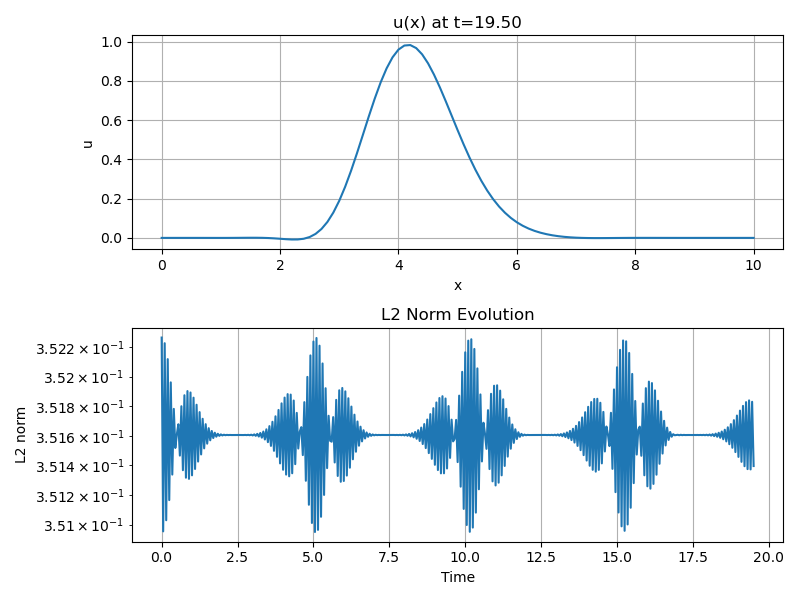 u(x) at t=19.50
1.0
0.8
0.6
0.4
0.2
0.0
u
0 2 4 6 8 10
x
L2 Norm Evolution
3.522 × 10⁻¹
3.52 × 10⁻¹
3.518 × 10⁻¹
3.516 × 10⁻¹
3.514 × 10⁻¹
3.512 × 10⁻¹
3.51 × 10⁻¹
L2 norm
0.0 2.5 5.0 7.5 10.0 12.5 15.0 17.5 20.0
Time